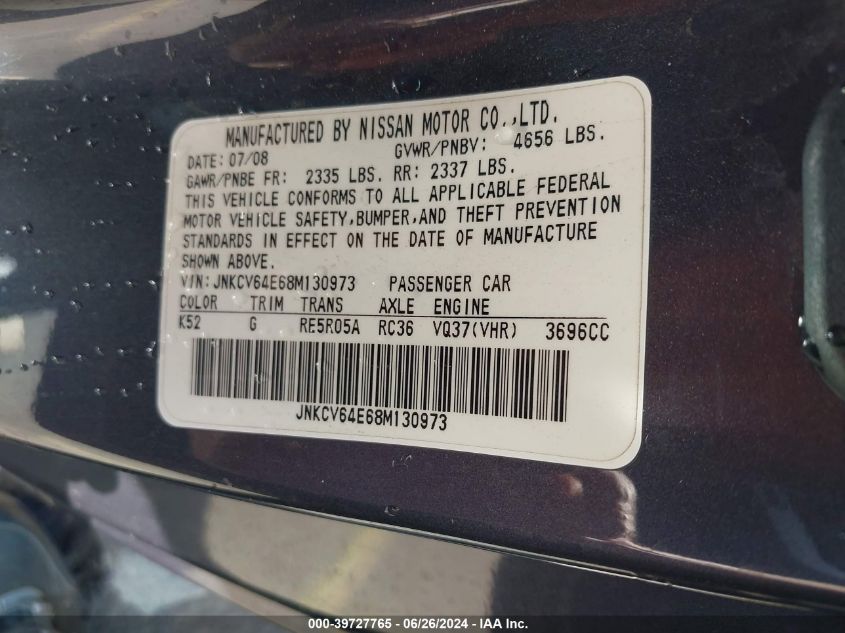 MANUFACTURED BY NISSAN MOTOR CO.,LTD.
DATE: 07/08 GVWR/PNBV: 4656 LBS.
GAWR/PNBE FR: 2335 LBS. RR: 2337 LBS.
THIS VEHICLE CONFORMS TO ALL APPLICABLE FEDERAL
MOTOR VEHICLE SAFETY,BUMPER,AND THEFT PREVENTION
STANDARDS IN EFFECT ON THE DATE OF MANUFACTURE
SHOWN ABOVE.
VIN:JNKCV64E68M130973 PASSENGER CAR
COLOR TRIM TRANS AXLE ENGINE
K52 G RE5R05A RC36 VQ37(VHR) 3696CC
JNKCV64E68M130973
000-39727765 - 06/26/2024 - IAA Inc.